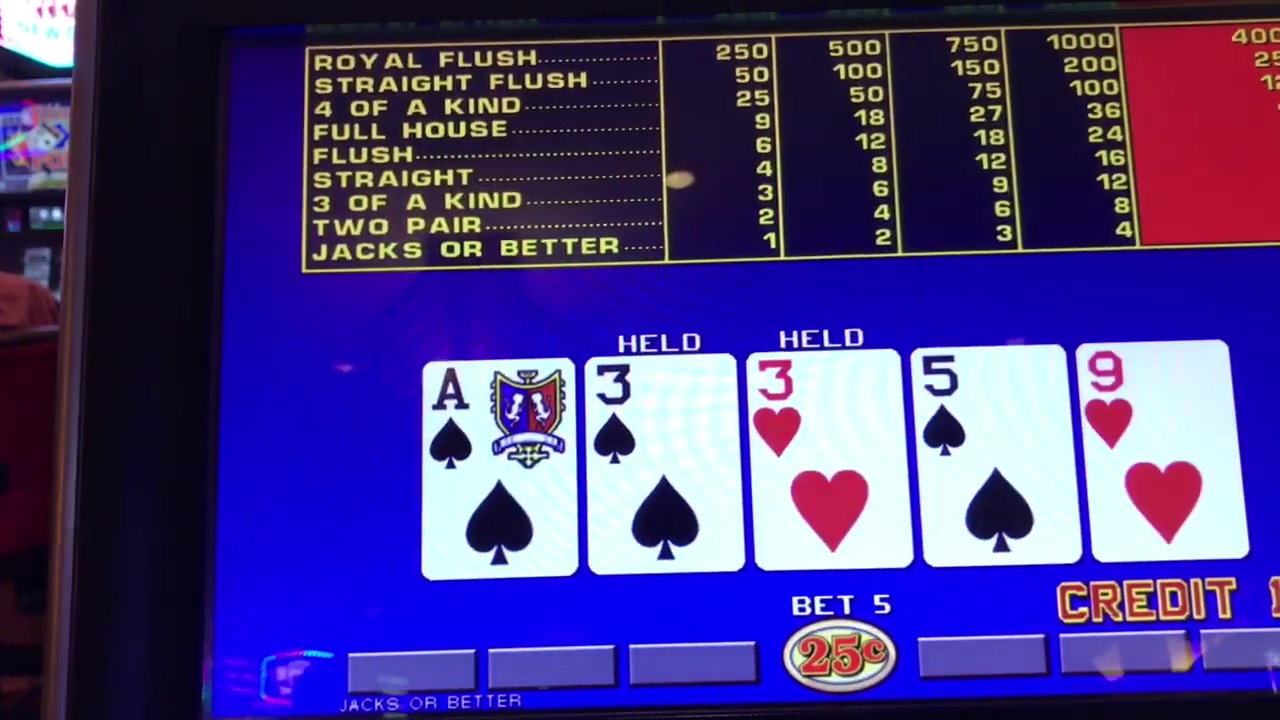 ROYAL FLUSH 250 500 750 1000 400
STRAIGHT FLUSH 50 100 150 200 25
4 OF A KIND 25 50 75 100 12
FULL HOUSE 9 18 27 36
FLUSH 6 12 18 24
STRAIGHT 4 8 12 16
3 OF A KIND 3 6 9 12
TWO PAIR 2 4 6 8
JACKS OR BETTER 1 2 3 4
HELD HELD
A 3 3 5 9
BET 5
CREDIT
25¢
JACKS OR BETTER